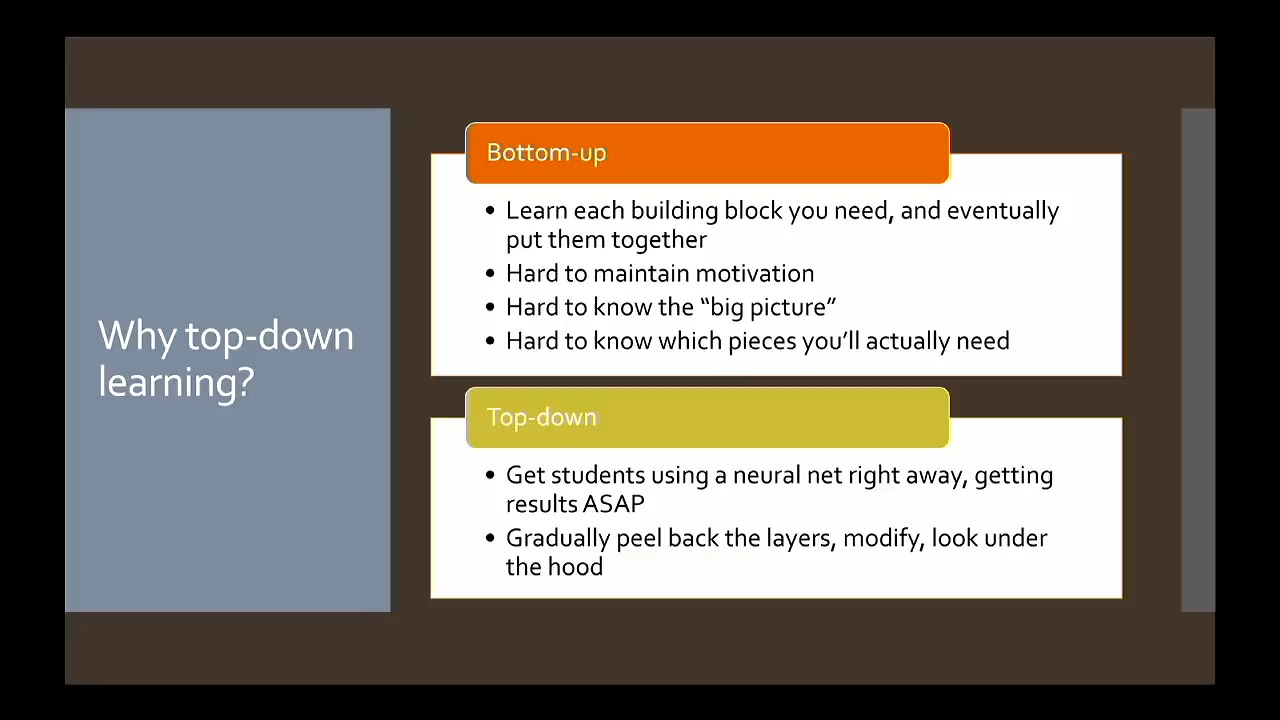 Why top-down
learning?
Bottom-up
• Learn each building block you need, and eventually
put them together
• Hard to maintain motivation
• Hard to know the “big picture”
• Hard to know which pieces you’ll actually need
Top-down
• Get students using a neural net right away, getting
results ASAP
• Gradually peel back the layers, modify, look under
the hood